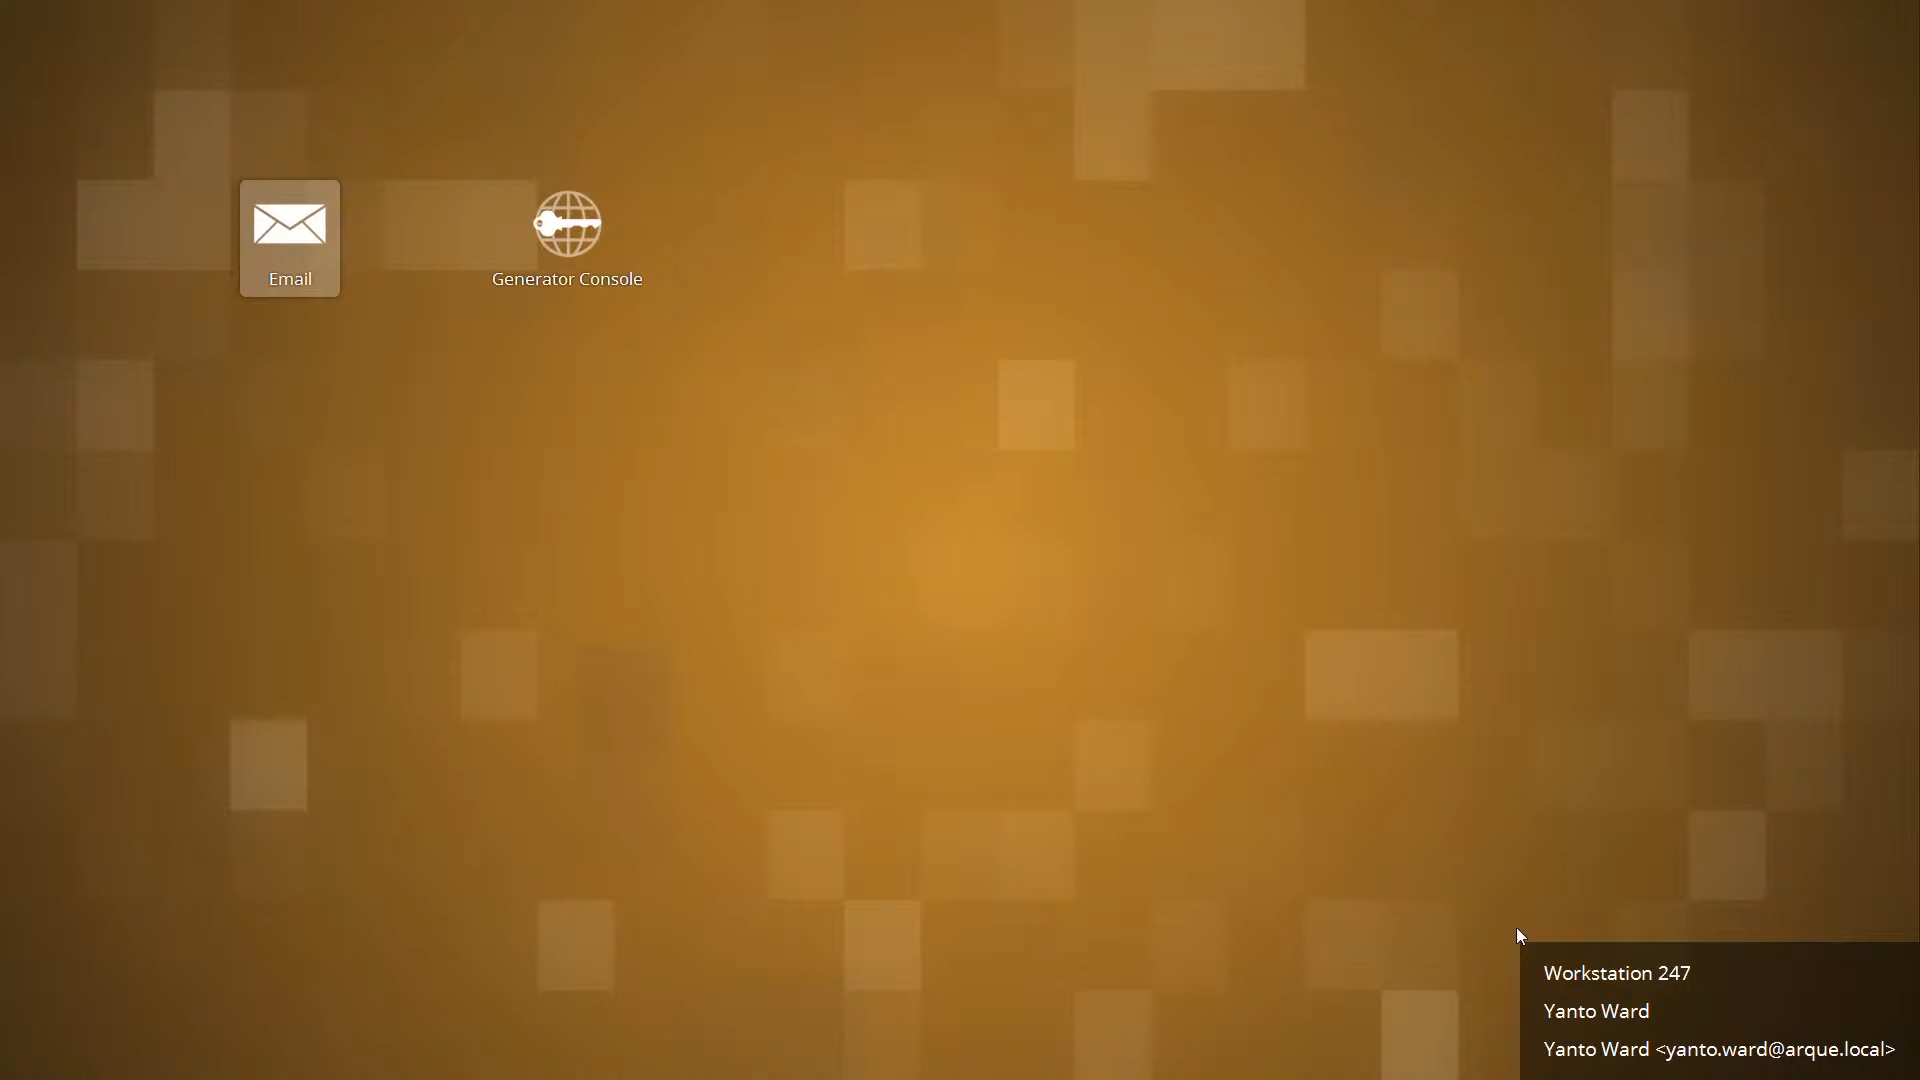 Email
Generator Console
Workstation 247
Yanto Ward
Yanto Ward <yanto.ward@arque.local>